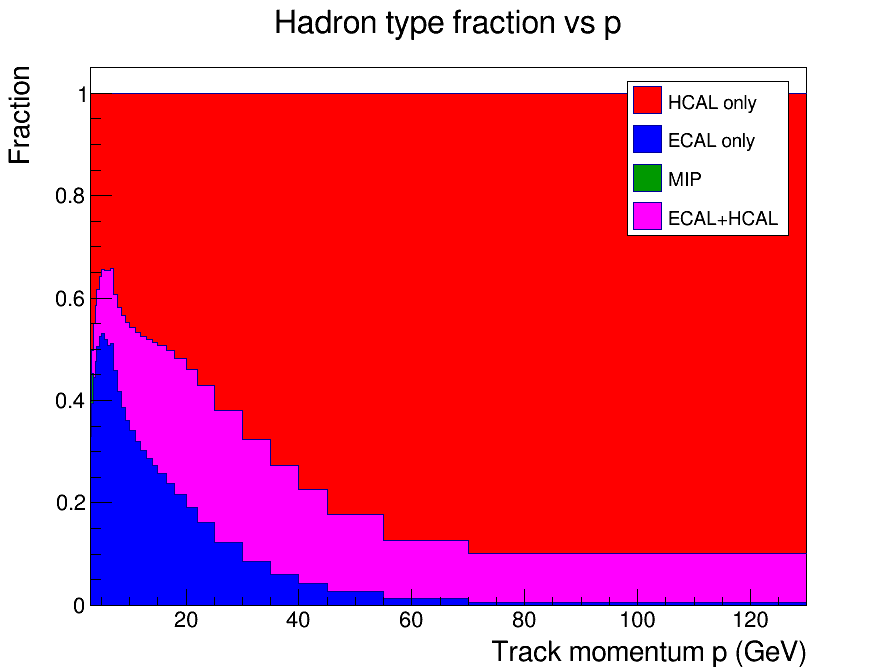 Hadron type fraction vs p
Fraction
1
0.8
0.6
0.4
0.2
0
HCAL only
ECAL only
MIP
ECAL+HCAL
20 40 60 80 100 120
Track momentum p (GeV)